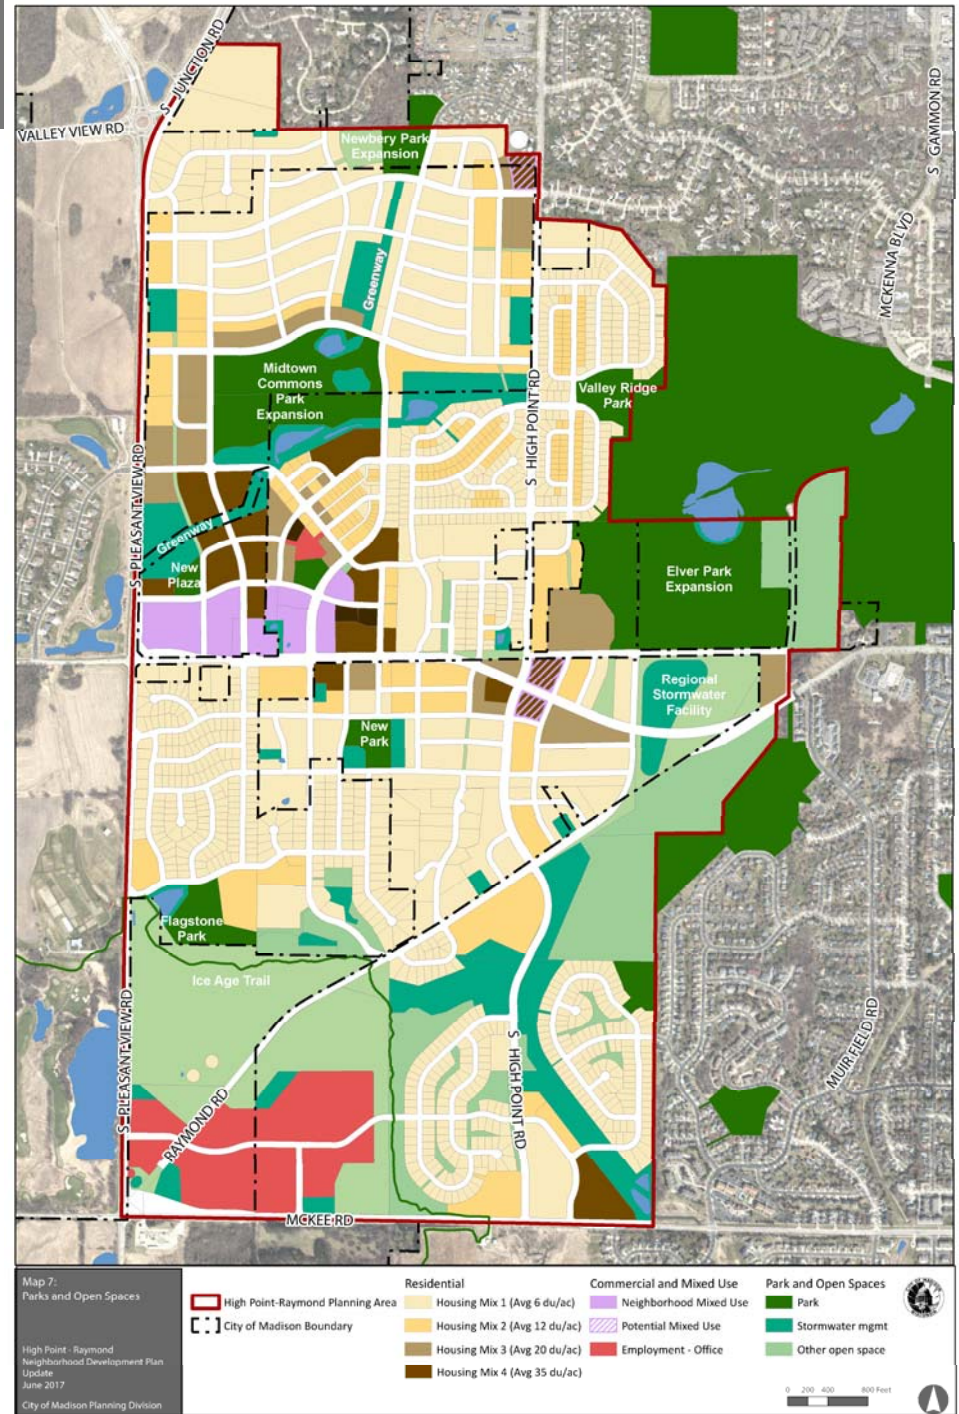 S JUNCTION RD
VALLEY VIEW RD
S GAMMON RD
Newbery Park
Expansion
MCKENNA BLVD
Greenway
Midtown
Commons
Park
Expansion
S HIGH POINT RD
Valley Ridge
Park
S PLEASANT VIEW RD
Greenway
New
Plaza
Elver Park
Expansion
Regional
Stormwater
Facility
New
Park
Flagstone
Park
Ice Age Trail
S PLEASANT VIEW RD
RAYMOND RD
S HIGH POINT RD
MUIRFIELD RD
MCKEE RD
Map 7:
Parks and Open Spaces
High Point - Raymond
Neighborhood Development Plan
Update
June 2017
City of Madison Planning Division
High Point-Raymond Planning Area
City of Madison Boundary
Residential
Housing Mix 1 (Avg 6 du/ac)
Housing Mix 2 (Avg 12 du/ac)
Housing Mix 3 (Avg 20 du/ac)
Housing Mix 4 (Avg 35 du/ac)
Commercial and Mixed Use
Neighborhood Mixed Use
Potential Mixed Use
Employment - Office
Park and Open Spaces
Park
Stormwater mgmt
Other open space
0 200 400 800 Feet